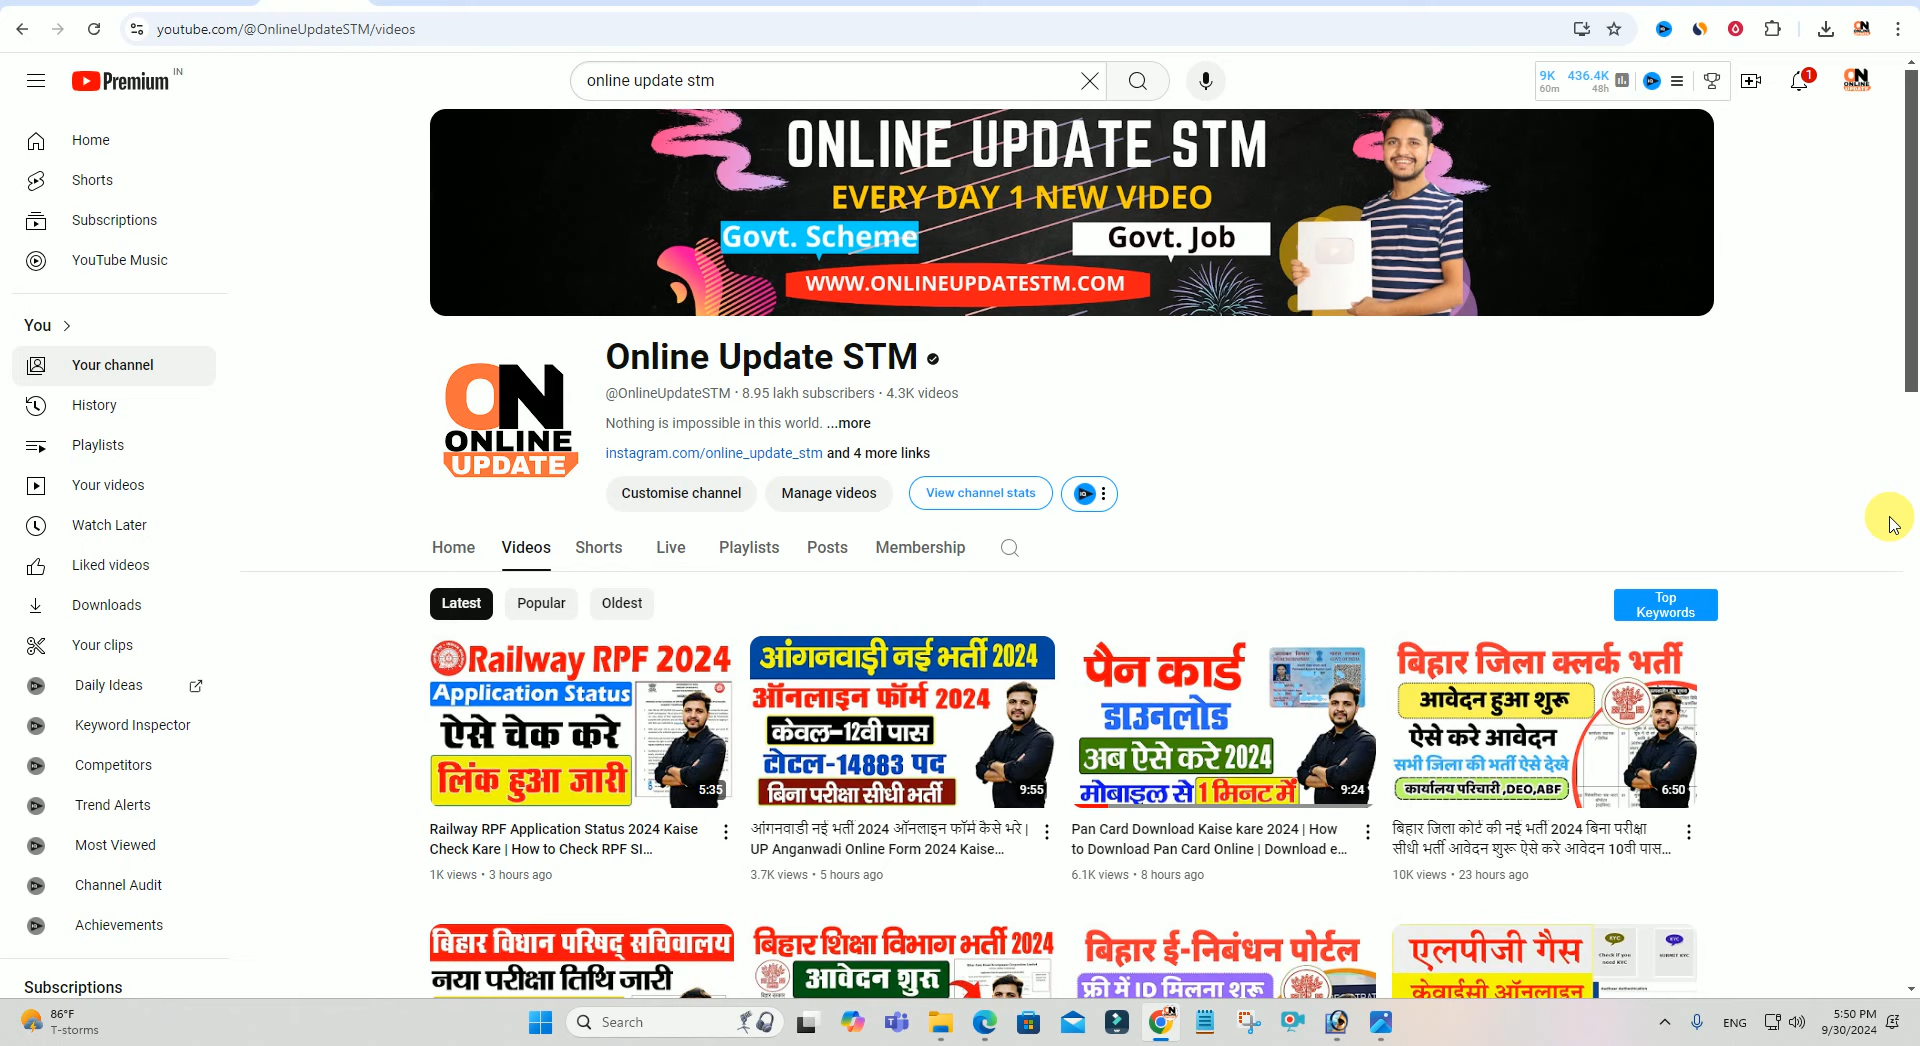 youtube.com/@OnlineUpdateSTM/videos
Premium IN
online update stm
9K 436.4K
60m 48h
1
ON ONLINE UPDATE
Home
Shorts
Subscriptions
YouTube Music
You
Your channel
History
Playlists
Your videos
Watch Later
Liked videos
Downloads
Your clips
Daily Ideas
Keyword Inspector
Competitors
Trend Alerts
Most Viewed
Channel Audit
Achievements
Subscriptions
ONLINE UPDATE STM
EVERY DAY 1 NEW VIDEO
Govt. Scheme Govt. Job
WWW.ONLINEUPDATESTM.COM
ON
ONLINE
UPDATE
Online Update STM
@OnlineUpdateSTM · 8.95 lakh subscribers · 4.3K videos
Nothing is impossible in this world. ...more
instagram.com/online_update_stm and 4 more links
Customise channel Manage videos View channel stats
Home Videos Shorts Live Playlists Posts Membership
Latest Popular Oldest
Top
Keywords
Railway RPF 2024
Application Status
ऐसे चेक करे
लिंक हुआ जारी
5:35
Railway RPF Application Status 2024 Kaise
Check Kare | How to Check RPF SI...
1K views • 3 hours ago
आंगनवाड़ी नई भर्ती 2024
ऑनलाइन फॉर्म 2024
केवल-12वी पास
टोटल-14883 पद
बिना परीक्षा सीधी भर्ती
9:55
आंगनवाडी नई भर्ती 2024 ऑनलाइन फॉर्म कैसे भरे |
UP Anganwadi Online Form 2024 Kaise...
3.7K views • 5 hours ago
पैन कार्ड
डाउनलोड
अब ऐसे करे 2024
मोबाइल से 1 मिनट में
9:24
Pan Card Download Kaise kare 2024 | How
to Download Pan Card Online | Download e...
6.1K views • 8 hours ago
बिहार जिला क्लर्क भर्ती
आवेदन हुआ शुरू
ऐसे करे आवेदन
सभी जिला की भर्ती ऐसे देखे
कार्यालय परिचारी ,DEO,ABF
6:50
बिहार जिला कोर्ट की नई भर्ती 2024 बिना परीक्षा
सीधी भर्ती आवेदन शुरू ऐसे करे आवेदन 10वी पास...
10K views • 23 hours ago
बिहार विधान परिषद् सचिवालय
नया परीक्षा तिथि जारी
बिहार शिक्षा विभाग भर्ती 2024
आवेदन शुरू
बिहार ई-निबंधन पोर्टल
फ्री में ID मिलना शुरू
एलपीजी गैस
केवाईसी ऑनलाइन
86°F
T-storms
Search
ENG
5:50 PM
9/30/2024